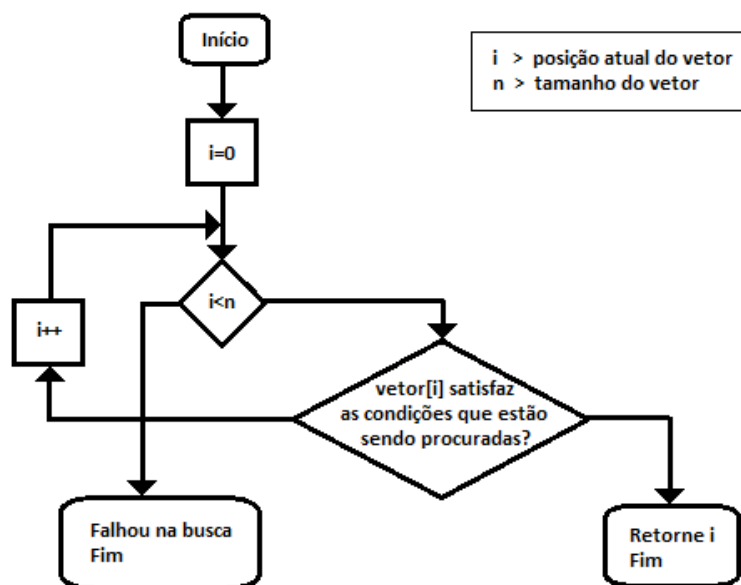 Início
i > posição atual do vetor
n > tamanho do vetor
i=0
i<n
i++
vetor[i] satisfaz
as condições que estão
sendo procuradas?
Falhou na busca
Fim
Retorne i
Fim